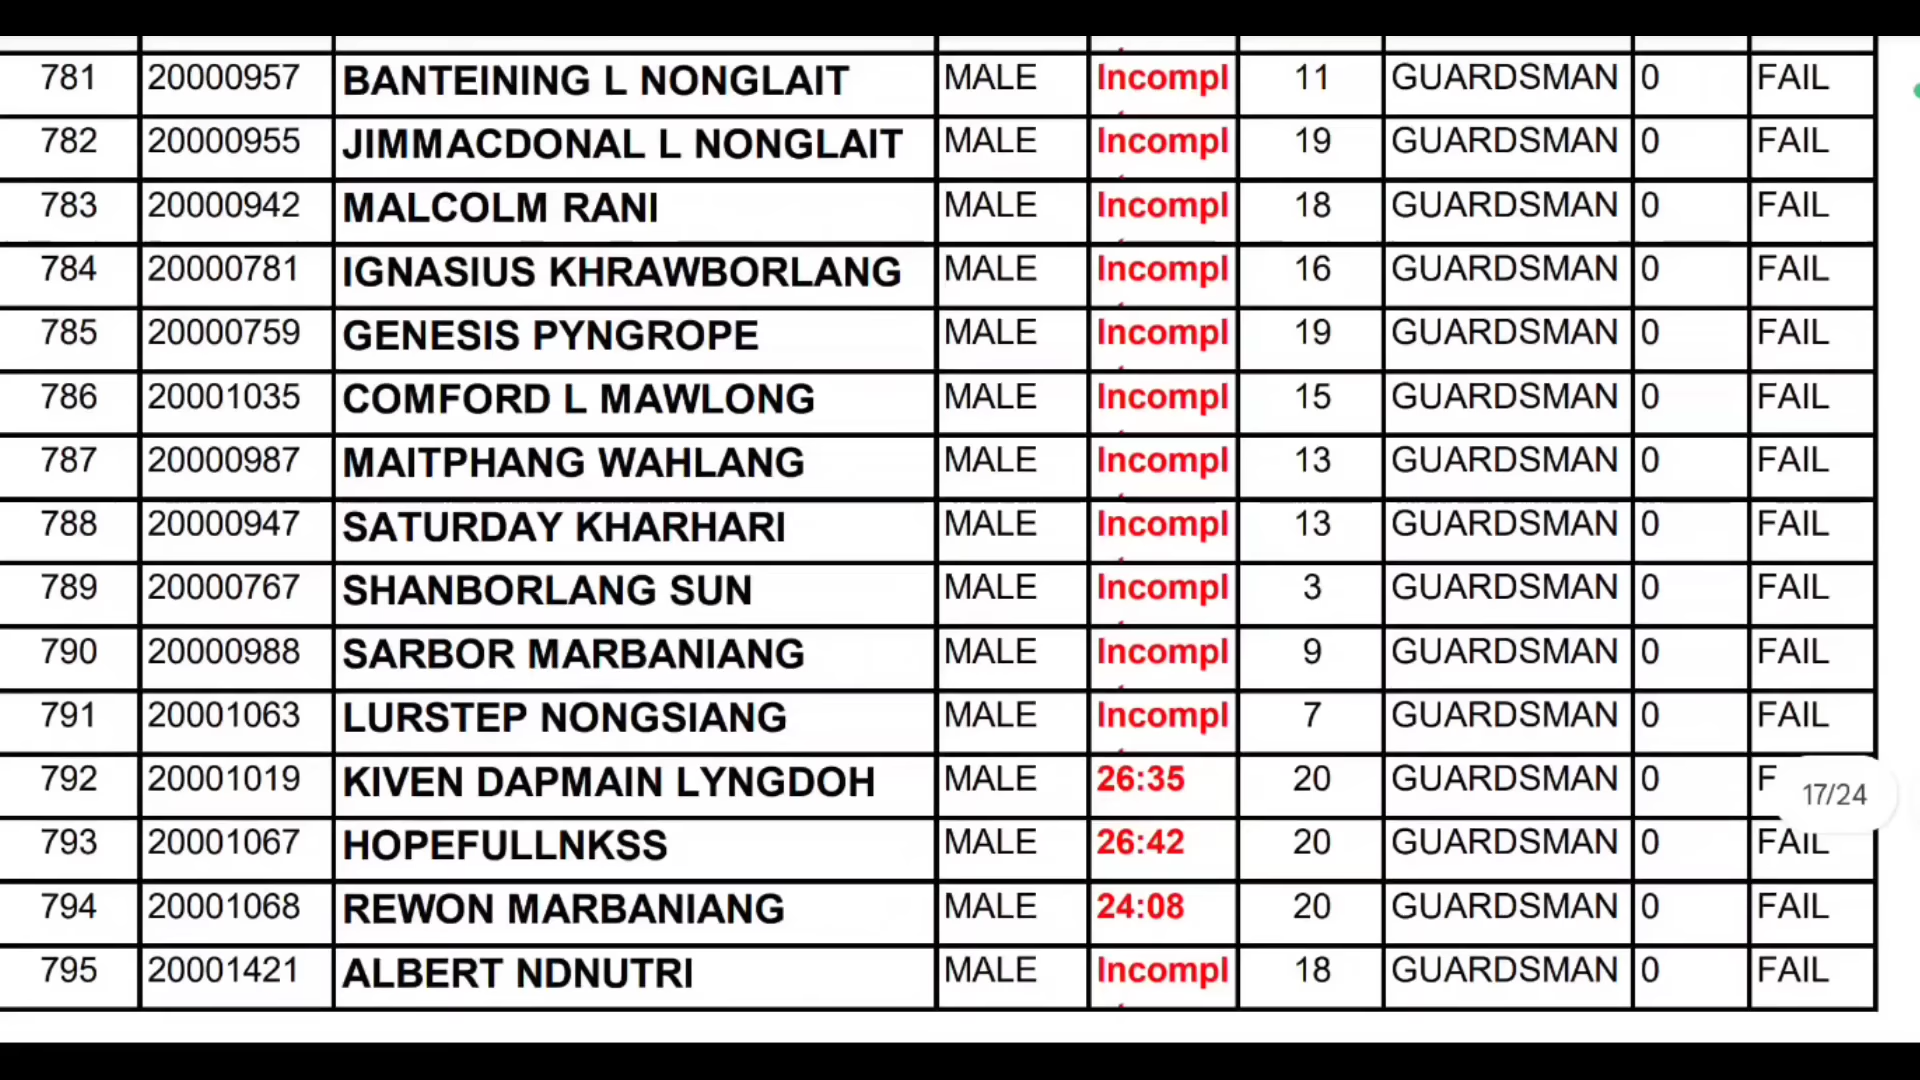 781 20000957 BANTEINING L NONGLAIT MALE Incompl 11 GUARDSMAN 0 FAIL
782 20000955 JIMMACDONAL L NONGLAIT MALE Incompl 19 GUARDSMAN 0 FAIL
783 20000942 MALCOLM RANI MALE Incompl 18 GUARDSMAN 0 FAIL
784 20000781 IGNASIUS KHRAWBORLANG MALE Incompl 16 GUARDSMAN 0 FAIL
785 20000759 GENESIS PYNGROPE MALE Incompl 19 GUARDSMAN 0 FAIL
786 20001035 COMFORD L MAWLONG MALE Incompl 15 GUARDSMAN 0 FAIL
787 20000987 MAITPHANG WAHLANG MALE Incompl 13 GUARDSMAN 0 FAIL
788 20000947 SATURDAY KHARHARI MALE Incompl 13 GUARDSMAN 0 FAIL
789 20000767 SHANBORLANG SUN MALE Incompl 3 GUARDSMAN 0 FAIL
790 20000988 SARBOR MARBANIANG MALE Incompl 9 GUARDSMAN 0 FAIL
791 20001063 LURSTEP NONGSIANG MALE Incompl 7 GUARDSMAN 0 FAIL
792 20001019 KIVEN DAPMAIN LYNGDOH MALE 26:35 20 GUARDSMAN 0 F
17/24
793 20001067 HOPEFULLNKSS MALE 26:42 20 GUARDSMAN 0 FAIL
794 20001068 REWON MARBANIANG MALE 24:08 20 GUARDSMAN 0 FAIL
795 20001421 ALBERT NDNUTRI MALE Incompl 18 GUARDSMAN 0 FAIL